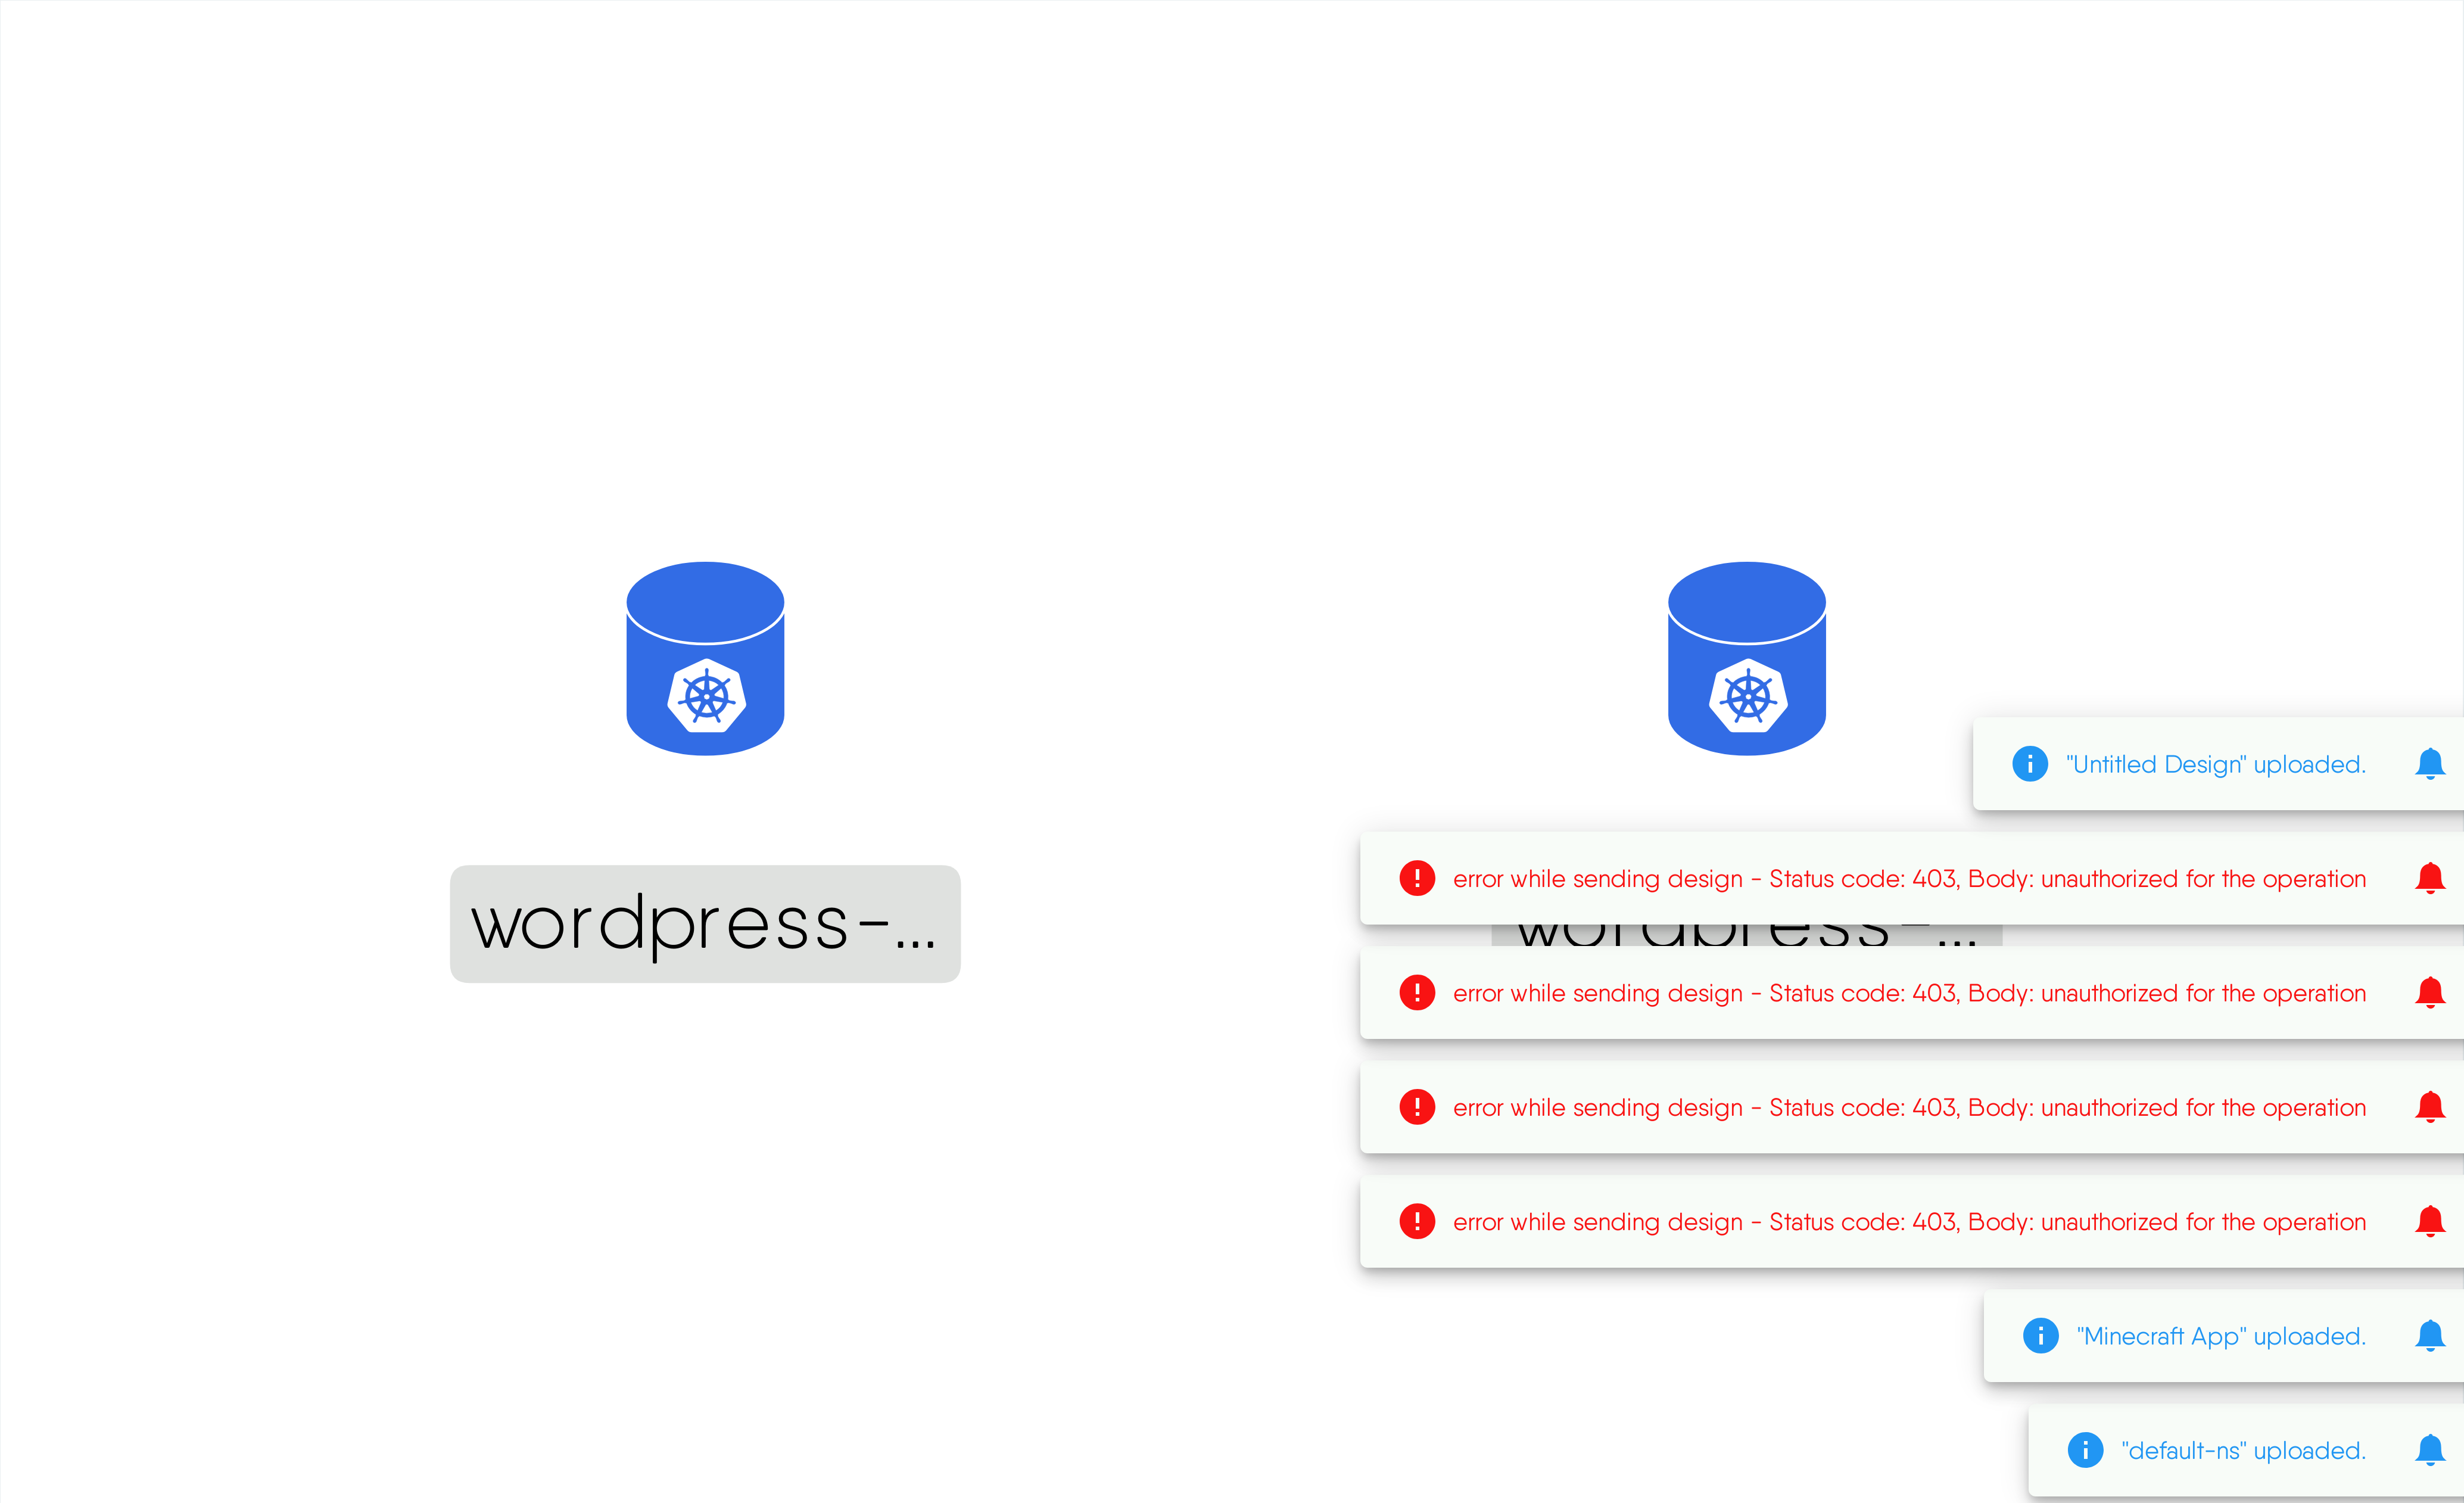 wordpress-...
"Untitled Design" uploaded.
error while sending design - Status code: 403, Body: unauthorized for the operation
wordpress-...
error while sending design - Status code: 403, Body: unauthorized for the operation
error while sending design - Status code: 403, Body: unauthorized for the operation
error while sending design - Status code: 403, Body: unauthorized for the operation
"Minecraft App" uploaded.
"default-ns" uploaded.